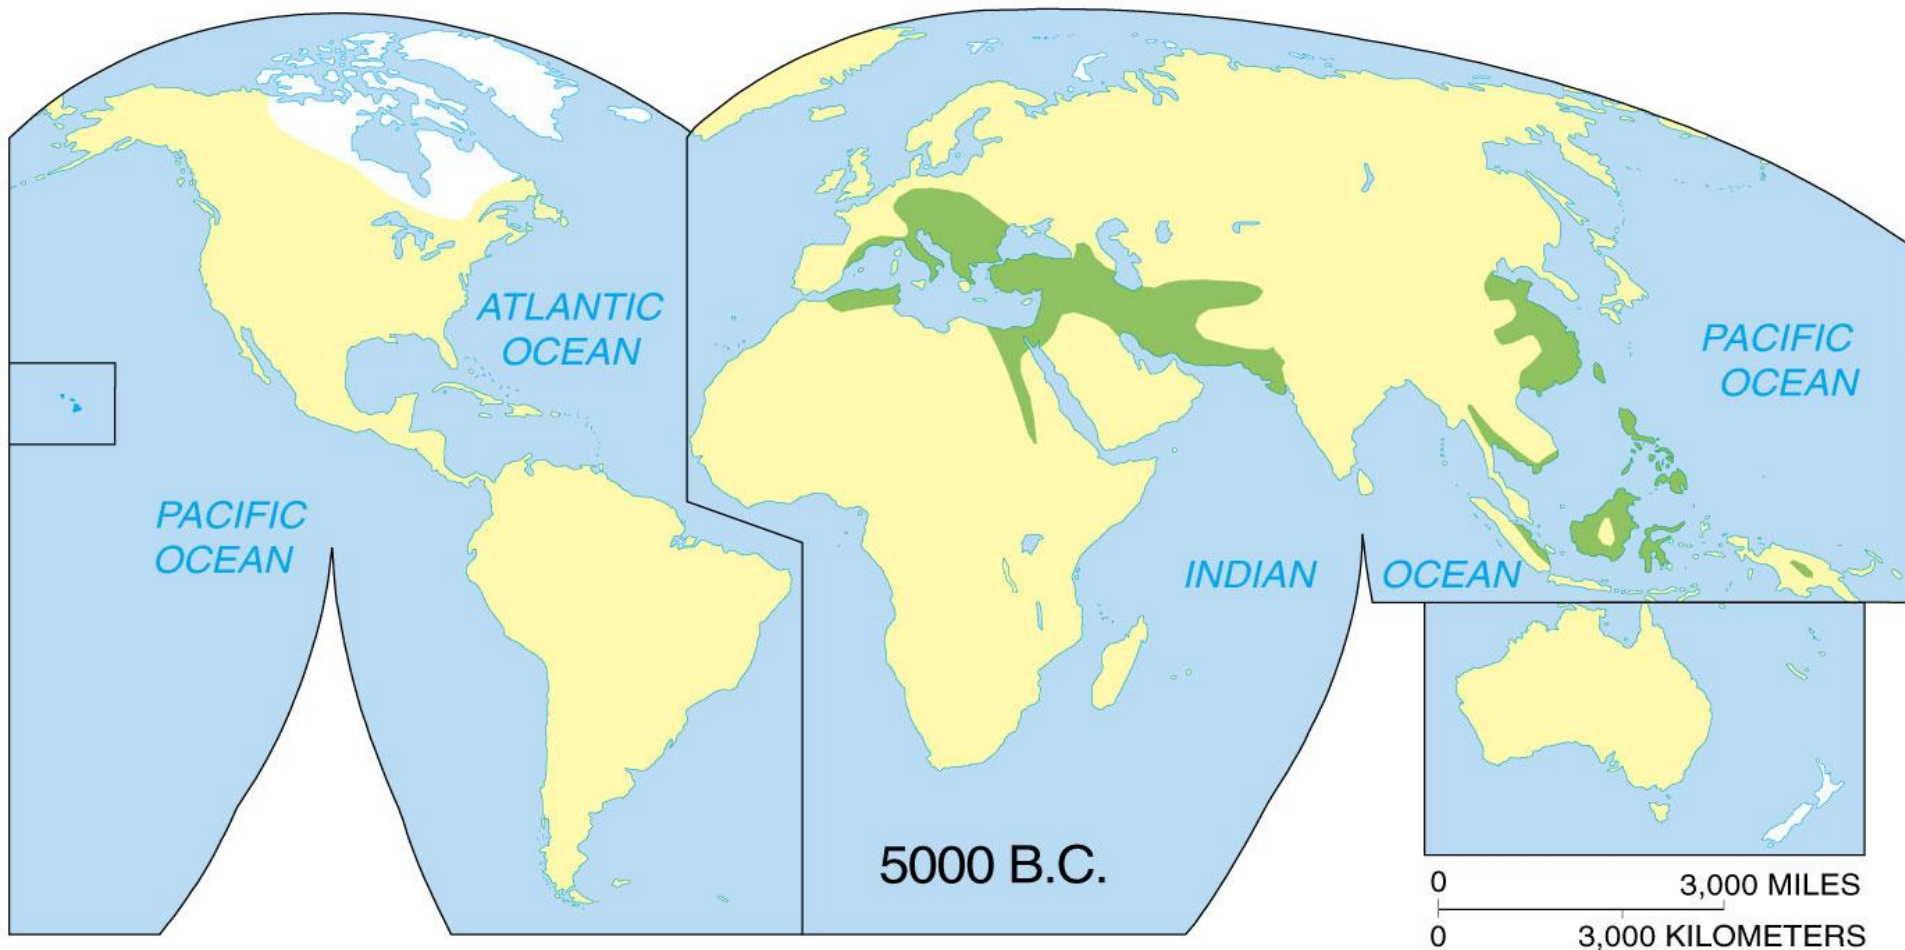 ATLANTIC
OCEAN
PACIFIC
OCEAN
PACIFIC
OCEAN
INDIAN OCEAN
5000 B.C.
0 3,000 MILES
0 3,000 KILOMETERS